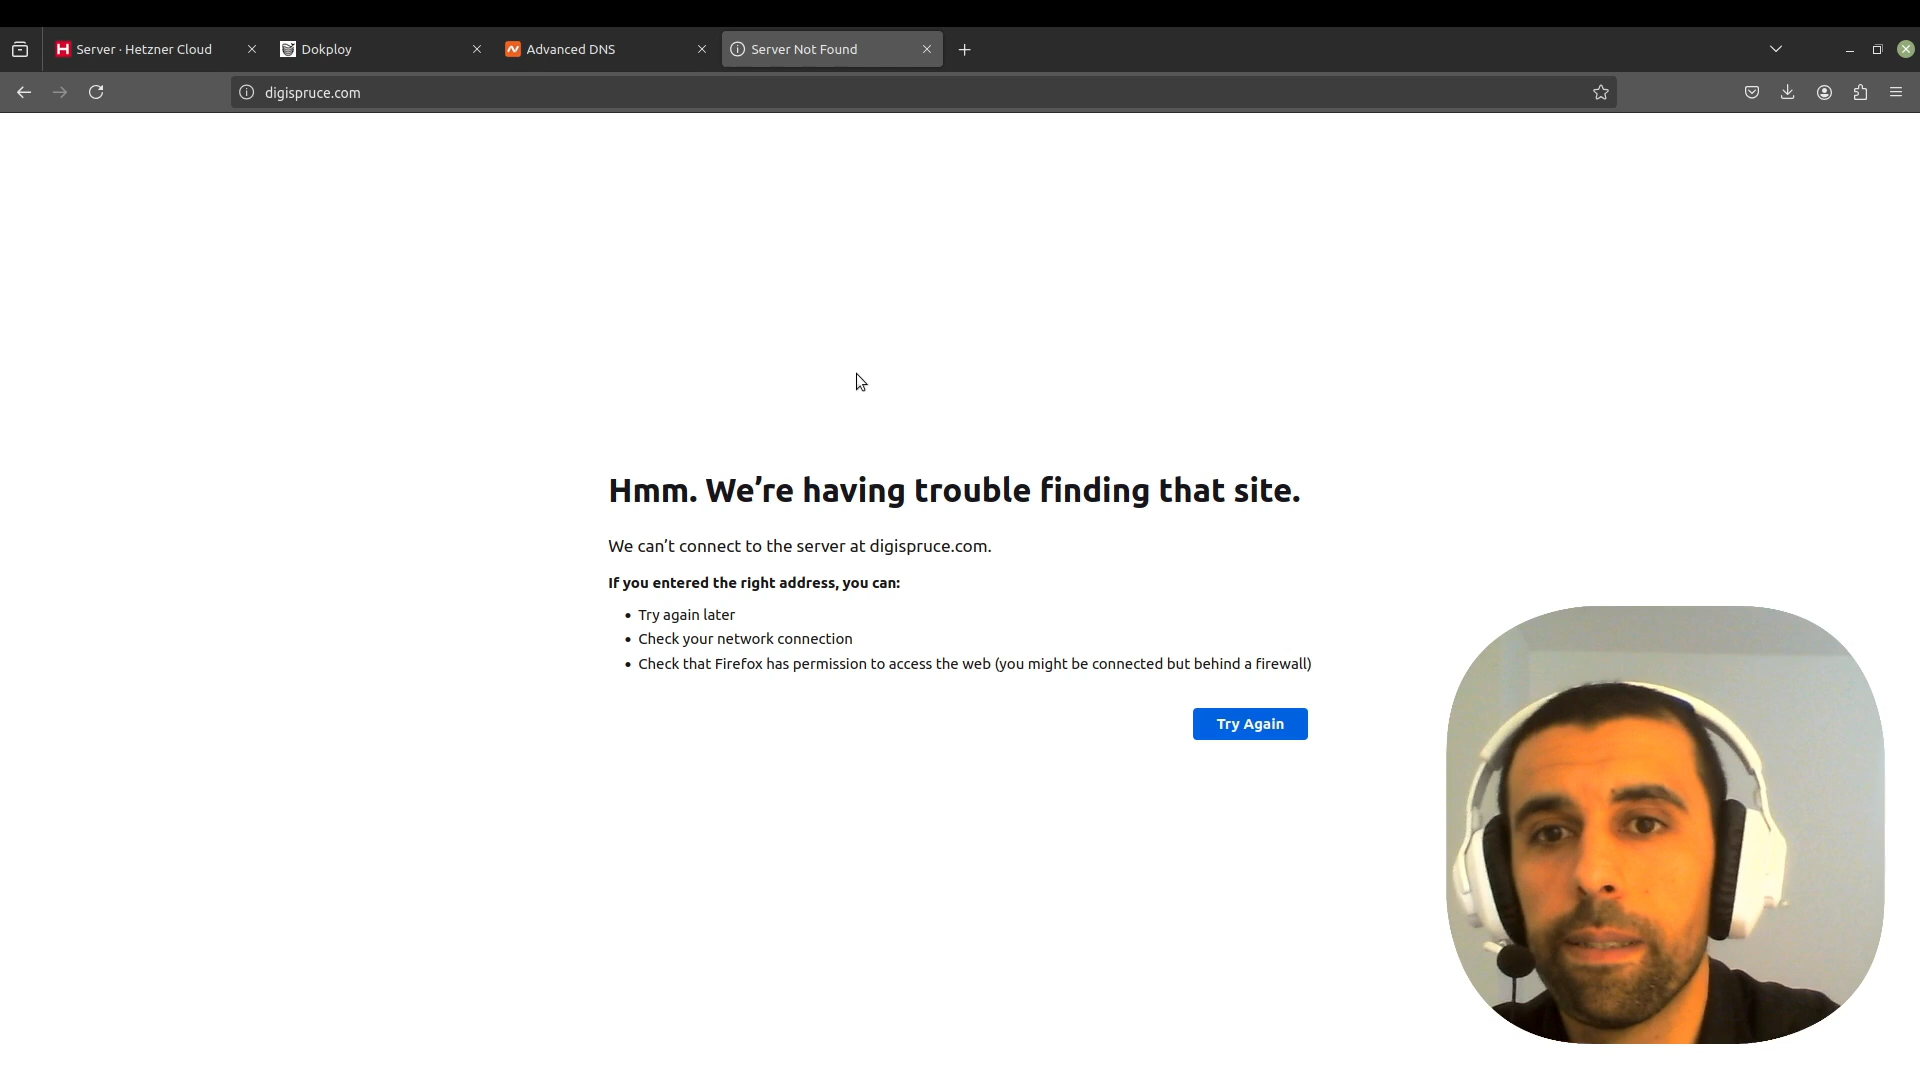 Server · Hetzner Cloud
Dokploy
Advanced DNS
Server Not Found
digispruce.com
Hmm. We’re having trouble finding that site.
We can’t connect to the server at digispruce.com.
If you entered the right address, you can:
• Try again later
• Check your network connection
• Check that Firefox has permission to access the web (you might be connected but behind a firewall)
Try Again